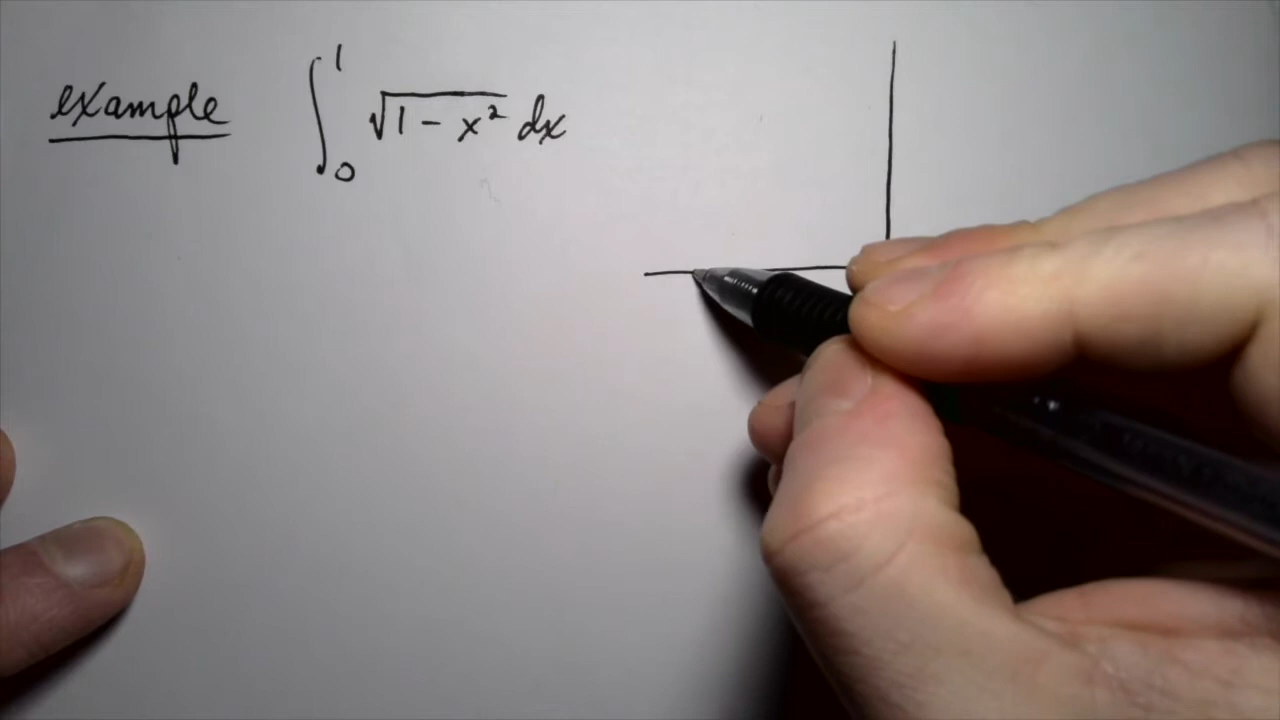 example ∫₀¹ √(1 - x²) dx